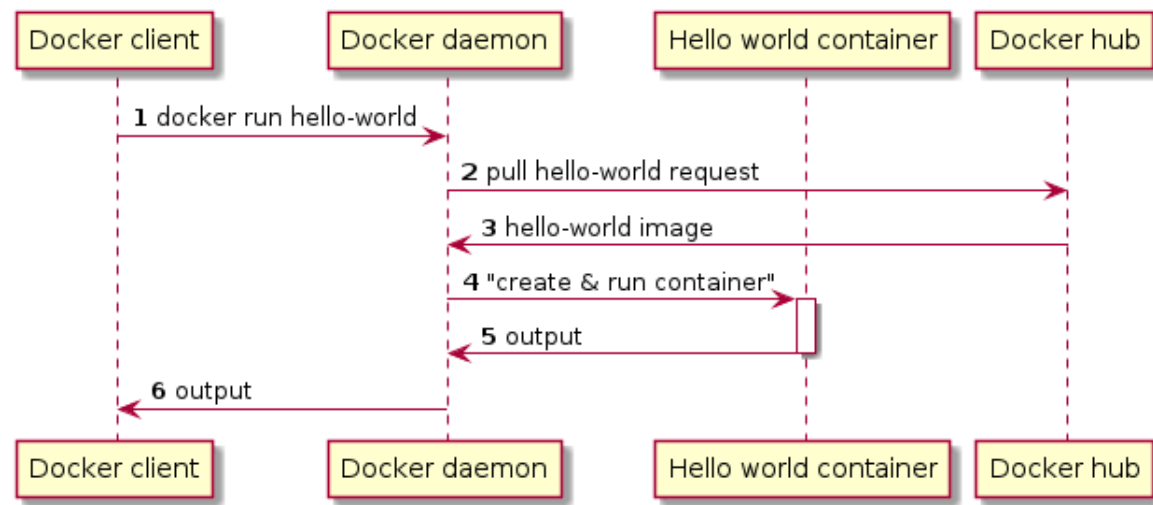 Docker client
Docker daemon
Hello world container
Docker hub
1 docker run hello-world
2 pull hello-world request
3 hello-world image
4 "create & run container"
5 output
6 output
Docker client
Docker daemon
Hello world container
Docker hub